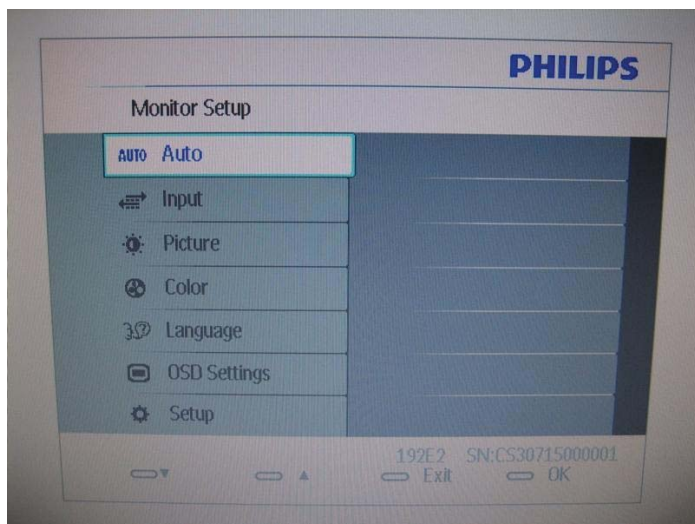 PHILIPS
Monitor Setup
AUTO Auto
Input
Picture
Color
Language
OSD Settings
Setup
192E2 SN:CS30715000001
Exit OK